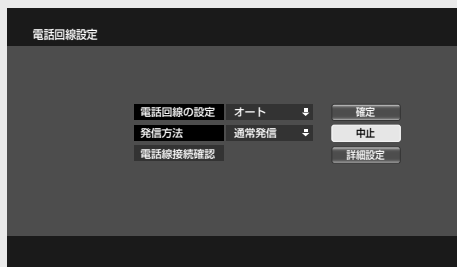 電話回線設定
電話回線の設定 オート 確定
発信方法 通常発信 中止
電話線接続確認 詳細設定